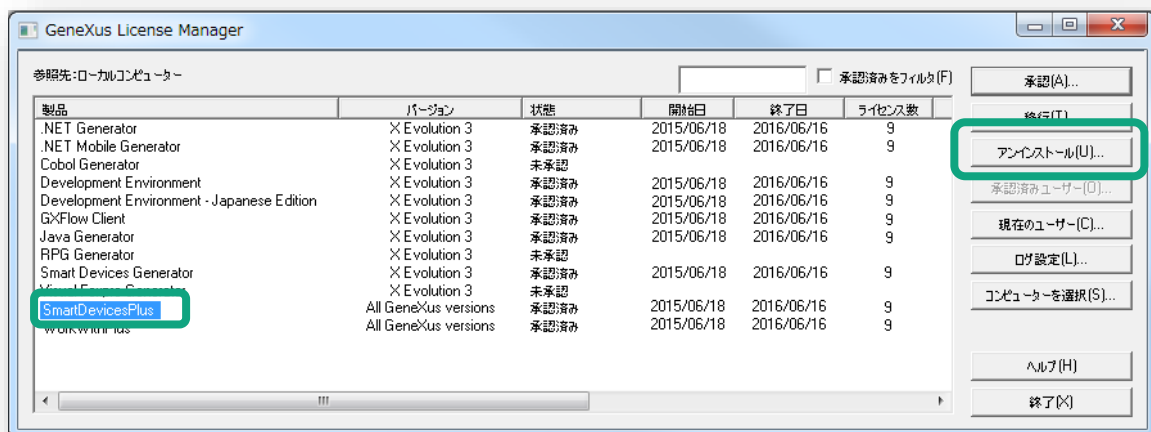 GeneXus License Manager
参照先:ローカルコンピューター
承認済みをフィルタ(F)
承認(A)...
製品 バージョン 状態 開始日 終了日 ライセンス数
.NET Generator X Evolution 3 承認済み 2015/06/18 2016/06/16 9
移行(T)
.NET Mobile Generator X Evolution 3 承認済み 2015/06/18 2016/06/16 9
アンインストール(U)...
Cobol Generator X Evolution 3 未承認
Development Environment X Evolution 3 承認済み 2015/06/18 2016/06/16 9
承認済みユーザー(O)...
Development Environment - Japanese Edition X Evolution 3 承認済み 2015/06/18 2016/06/16 9
GXFlow Client X Evolution 3 承認済み 2015/06/18 2016/06/16 9
現在のユーザー(C)...
Java Generator X Evolution 3 承認済み 2015/06/18 2016/06/16 9
RPG Generator X Evolution 3 未承認
ログ設定(L)...
Smart Devices Generator X Evolution 3 承認済み 2015/06/18 2016/06/16 9
Visual Foxpro Generator X Evolution 3 未承認
コンピューターを選択(S)...
SmartDevicesPlus All GeneXus versions 承認済み 2015/06/18 2016/06/16 9
WorkWithPlus All GeneXus versions 承認済み 2015/06/18 2016/06/16 9
ヘルプ(H)
終了(X)